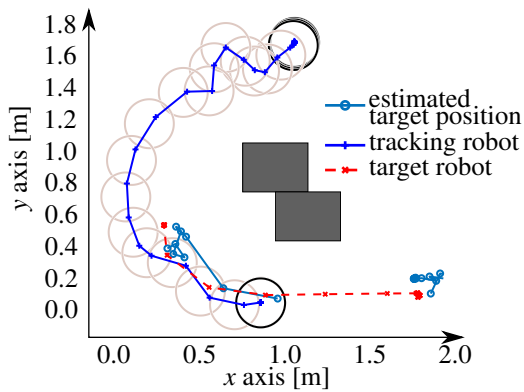 1.8
1.6
1.4
1.2
1.0
0.8
0.6
0.4
0.2
0.0
y axis [m]
estimated
target position
tracking robot
target robot
0.0
0.5
1.0
1.5
2.0
x axis [m]